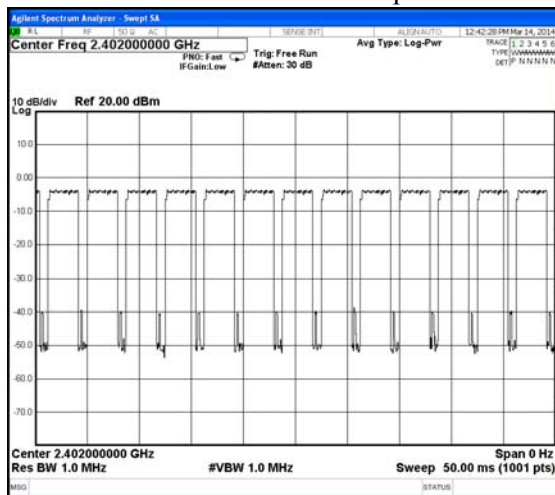 Agilent Spectrum Analyzer - Swept SA
RL RF 50 Ω AC SENSE:INT ALIGN AUTO 12:42:28 PM Mar 14, 2014
Center Freq 2.402000000 GHz Avg Type: Log-Pwr TRACE 1 2 3 4 5 6
PNO: Fast Trig: Free Run TYPE
IFGain:Low #Atten: 30 dB DET P N N N N N
10 dB/div Ref 20.00 dBm
Log
10.0
0.00
-10.0
-20.0
-30.0
-40.0
-50.0
-60.0
-70.0
Center 2.402000000 GHz Span 0 Hz
Res BW 1.0 MHz #VBW 1.0 MHz Sweep 50.00 ms (1001 pts)
MSG STATUS